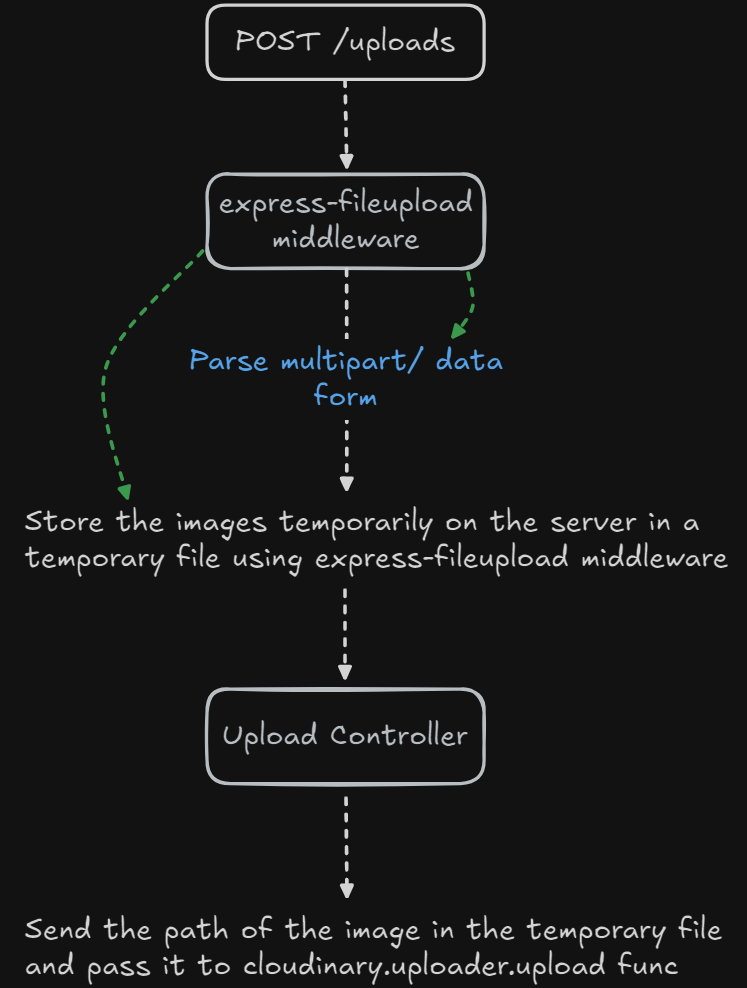 POST /uploads
express-fileupload
middleware
Parse multipart/ data
form
Store the images temporarily on the server in a
temporary file using express-fileupload middleware
Upload Controller
Send the path of the image in the temporary file
and pass it to cloudinary.uploader.upload func